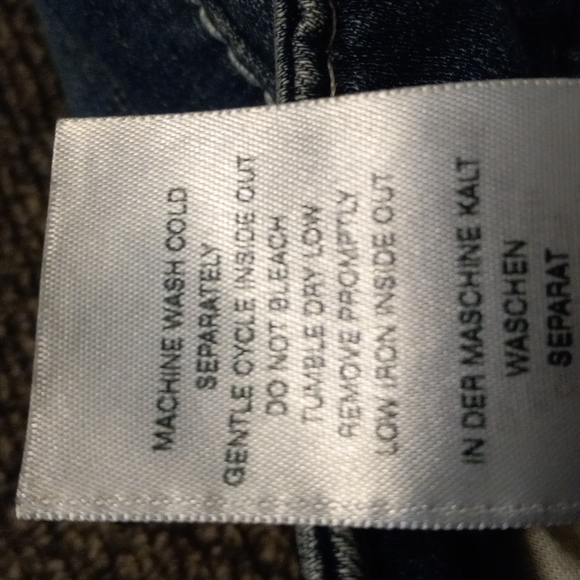 MACHINE WASH COLD
SEPARATELY
GENTLE CYCLE INSIDE OUT
DO NOT BLEACH
TUMBLE DRY LOW
REMOVE PROMPTLY
LOW IRON INSIDE OUT
IN DER MASCHINE KALT
WASCHEN
SEPARAT